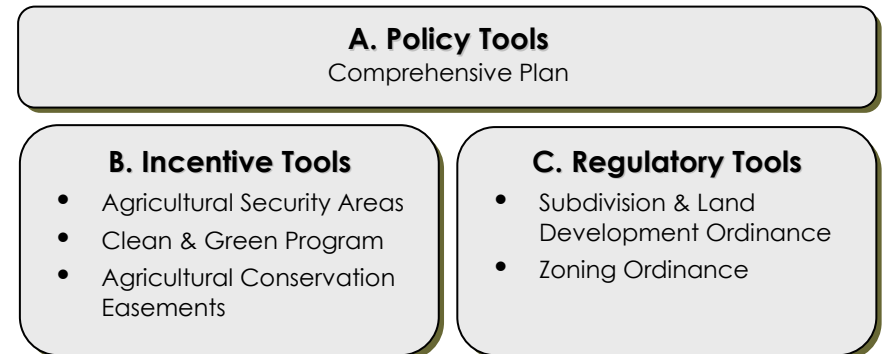 A. Policy Tools
Comprehensive Plan
B. Incentive Tools
• Agricultural Security Areas
• Clean & Green Program
• Agricultural Conservation
Easements
C. Regulatory Tools
• Subdivision & Land
Development Ordinance
• Zoning Ordinance